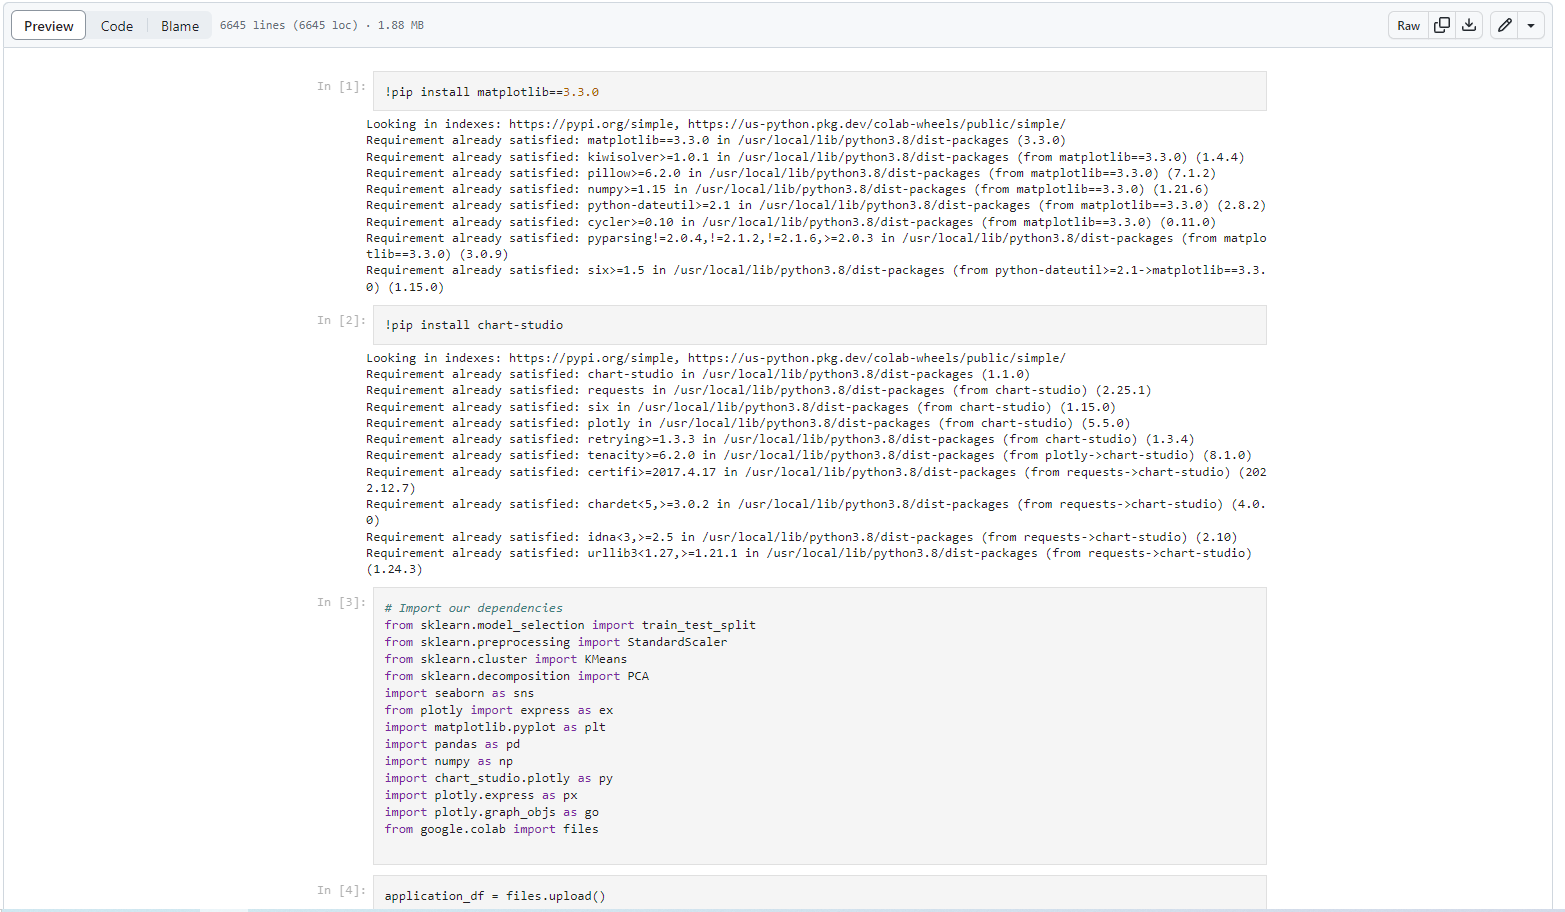 Preview Code Blame 6645 lines (6645 loc) · 1.88 MB Raw
In [1]: !pip install matplotlib==3.3.0
Looking in indexes: https://pypi.org/simple, https://us-python.pkg.dev/colab-wheels/public/simple/
Requirement already satisfied: matplotlib==3.3.0 in /usr/local/lib/python3.8/dist-packages (3.3.0)
Requirement already satisfied: kiwisolver>=1.0.1 in /usr/local/lib/python3.8/dist-packages (from matplotlib==3.3.0) (1.4.4)
Requirement already satisfied: pillow>=6.2.0 in /usr/local/lib/python3.8/dist-packages (from matplotlib==3.3.0) (7.1.2)
Requirement already satisfied: numpy>=1.15 in /usr/local/lib/python3.8/dist-packages (from matplotlib==3.3.0) (1.21.6)
Requirement already satisfied: python-dateutil>=2.1 in /usr/local/lib/python3.8/dist-packages (from matplotlib==3.3.0) (2.8.2)
Requirement already satisfied: cycler>=0.10 in /usr/local/lib/python3.8/dist-packages (from matplotlib==3.3.0) (0.11.0)
Requirement already satisfied: pyparsing!=2.0.4,!=2.1.2,!=2.1.6,>=2.0.3 in /usr/local/lib/python3.8/dist-packages (from matplo
tlib==3.3.0) (3.0.9)
Requirement already satisfied: six>=1.5 in /usr/local/lib/python3.8/dist-packages (from python-dateutil>=2.1->matplotlib==3.3.
0) (1.15.0)
In [2]: !pip install chart-studio
Looking in indexes: https://pypi.org/simple, https://us-python.pkg.dev/colab-wheels/public/simple/
Requirement already satisfied: chart-studio in /usr/local/lib/python3.8/dist-packages (1.1.0)
Requirement already satisfied: requests in /usr/local/lib/python3.8/dist-packages (from chart-studio) (2.25.1)
Requirement already satisfied: six in /usr/local/lib/python3.8/dist-packages (from chart-studio) (1.15.0)
Requirement already satisfied: plotly in /usr/local/lib/python3.8/dist-packages (from chart-studio) (5.5.0)
Requirement already satisfied: retrying>=1.3.3 in /usr/local/lib/python3.8/dist-packages (from chart-studio) (1.3.4)
Requirement already satisfied: tenacity>=6.2.0 in /usr/local/lib/python3.8/dist-packages (from plotly->chart-studio) (8.1.0)
Requirement already satisfied: certifi>=2017.4.17 in /usr/local/lib/python3.8/dist-packages (from requests->chart-studio) (202
2.12.7)
Requirement already satisfied: chardet<5,>=3.0.2 in /usr/local/lib/python3.8/dist-packages (from requests->chart-studio) (4.0.
0)
Requirement already satisfied: idna<3,>=2.5 in /usr/local/lib/python3.8/dist-packages (from requests->chart-studio) (2.10)
Requirement already satisfied: urllib3<1.27,>=1.21.1 in /usr/local/lib/python3.8/dist-packages (from requests->chart-studio)
(1.24.3)
In [3]: # Import our dependencies
from sklearn.model_selection import train_test_split
from sklearn.preprocessing import StandardScaler
from sklearn.cluster import KMeans
from sklearn.decomposition import PCA
import seaborn as sns
from plotly import express as ex
import matplotlib.pyplot as plt
import pandas as pd
import numpy as np
import chart_studio.plotly as py
import plotly.express as px
import plotly.graph_objs as go
from google.colab import files
In [4]: application_df = files.upload()